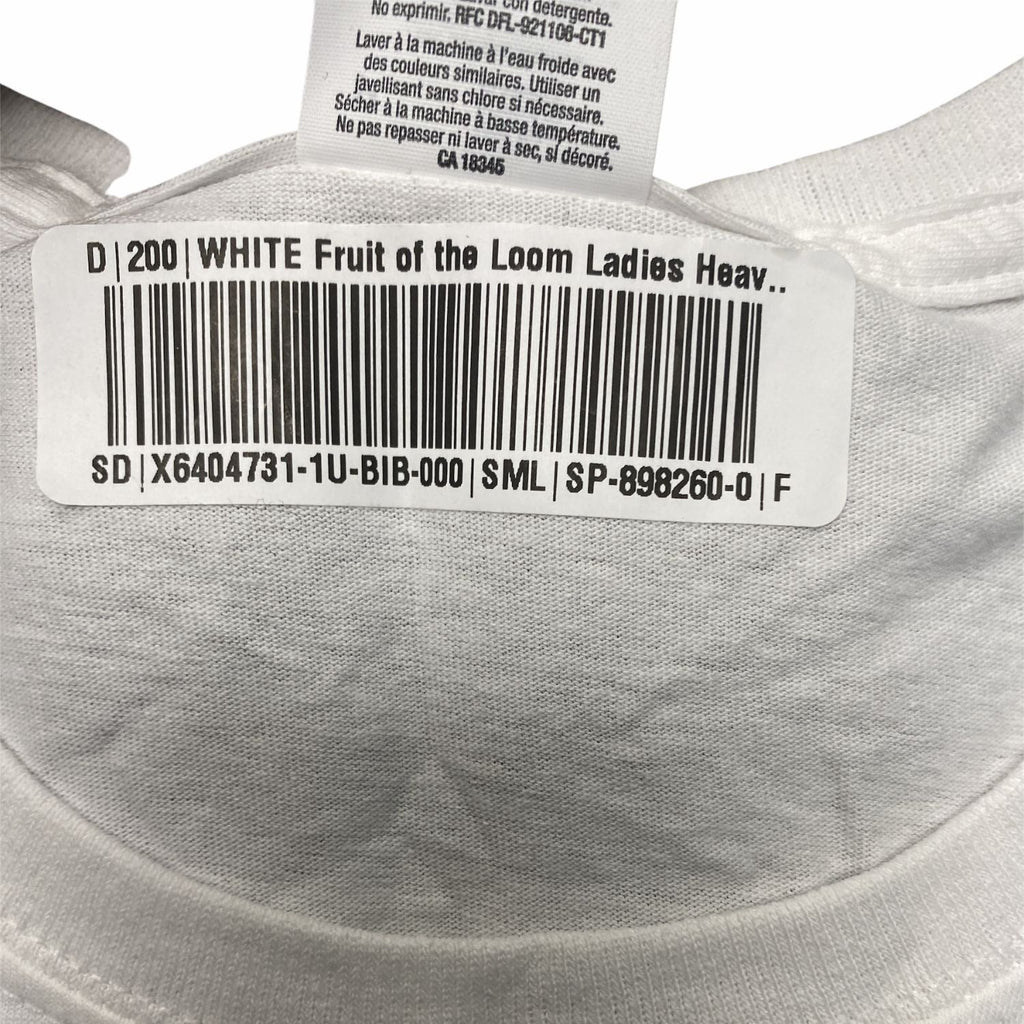 con detergente.
No exprimir, RFC DFL-921106-CT1
Laver à la machine à l'eau froide avec
des couleurs similaires. Utiliser un
javellisant sans chlore si nécessaire.
Sécher à la machine à basse température.
Ne pas repasser ni laver à sec, si décoré.
CA 18345
D|200|WHITE Fruit of the Loom Ladies Heav..
SD|X6404731-1U-BIB-000|SML|SP-898260-0|F